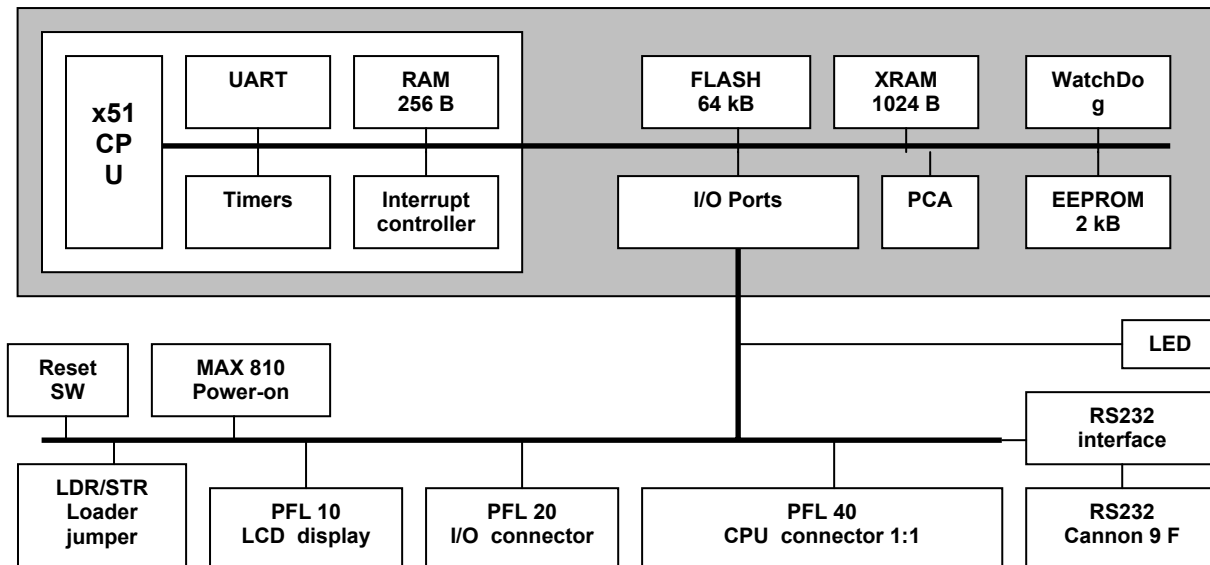 x51
CP
U
UART
RAM
256 B
FLASH
64 kB
XRAM
1024 B
WatchDo
g
Timers
Interrupt
controller
I/O Ports
PCA
EEPROM
2 kB
LED
Reset
SW
MAX 810
Power-on
RS232
interface
LDR/STR
Loader
jumper
PFL 10
LCD display
PFL 20
I/O connector
PFL 40
CPU connector 1:1
RS232
Cannon 9 F